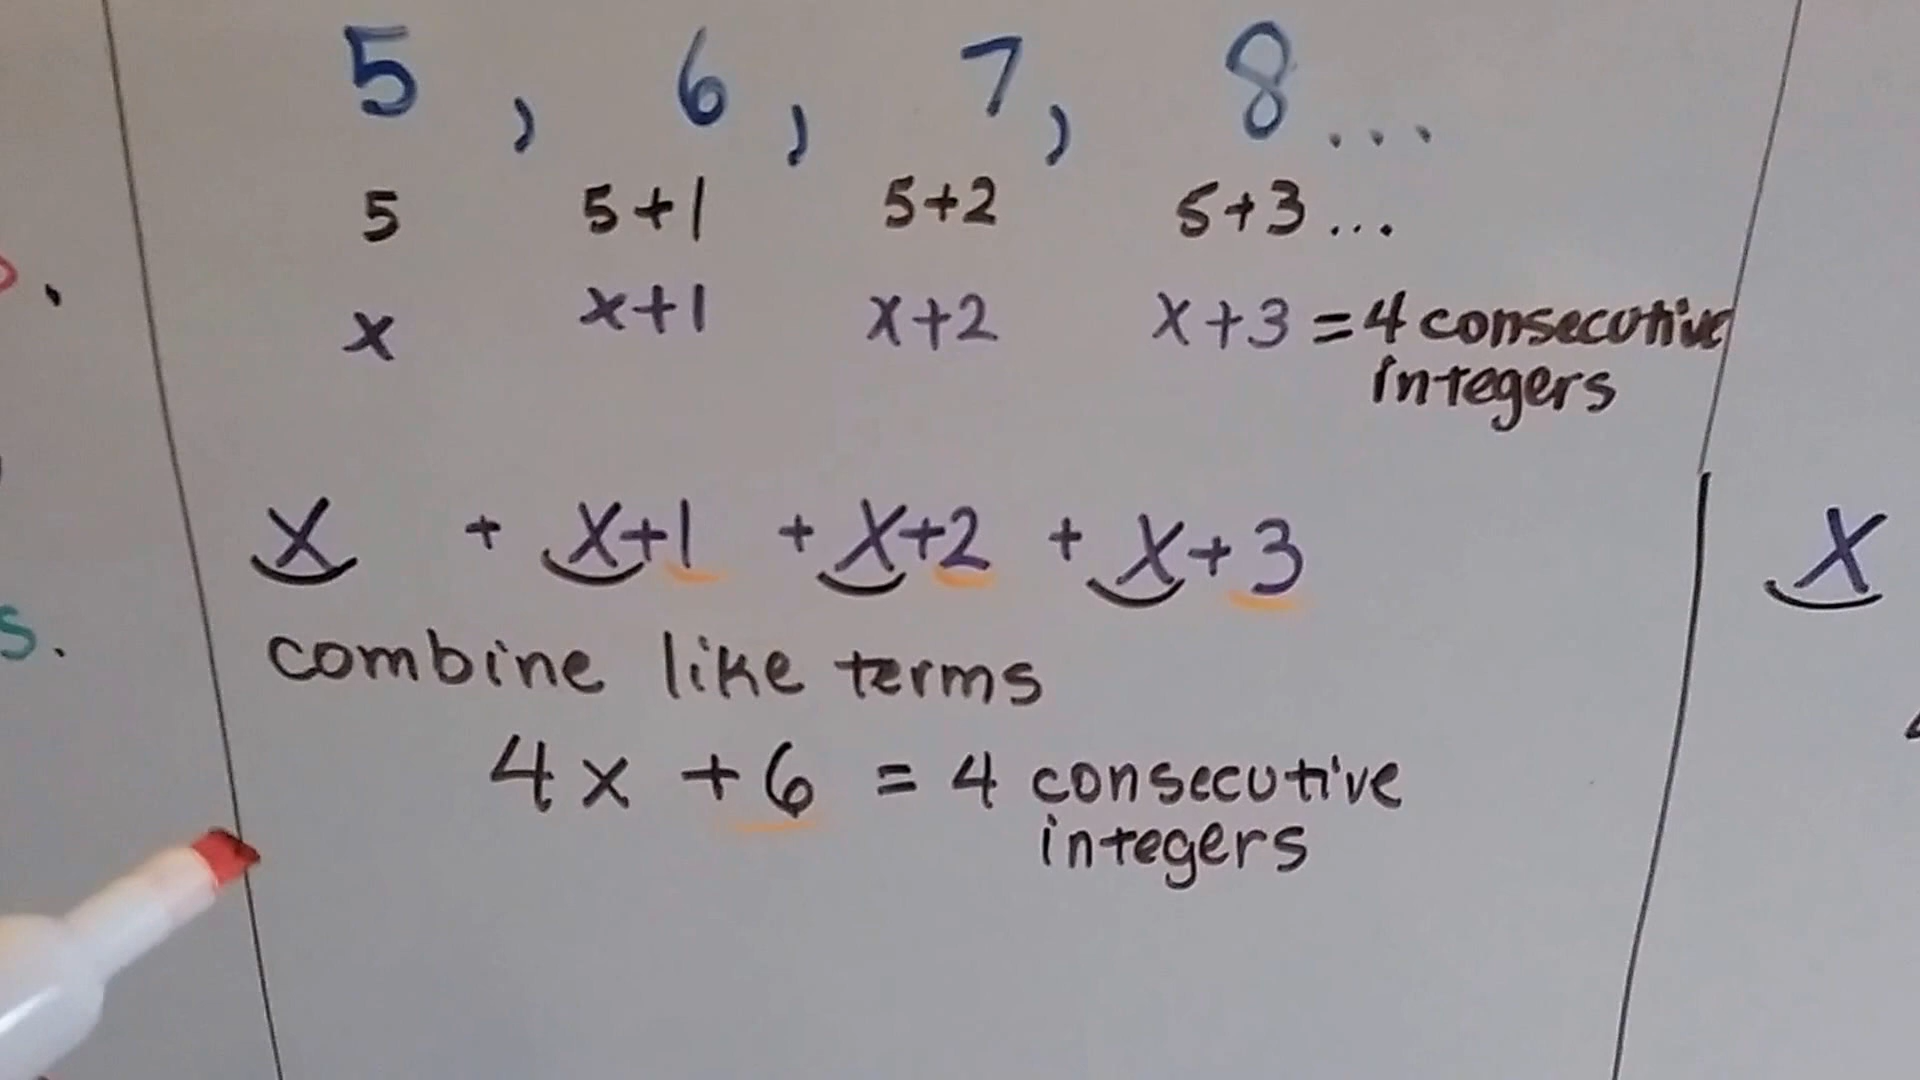 5, 6, 7, 8...
5 5+1 5+2 5+3...
x x+1 x+2 x+3 = 4 consecutive
integers
x + x+1 + x+2 + x+3
x
combine like terms
4x +6 = 4 consecutive
integers
s.